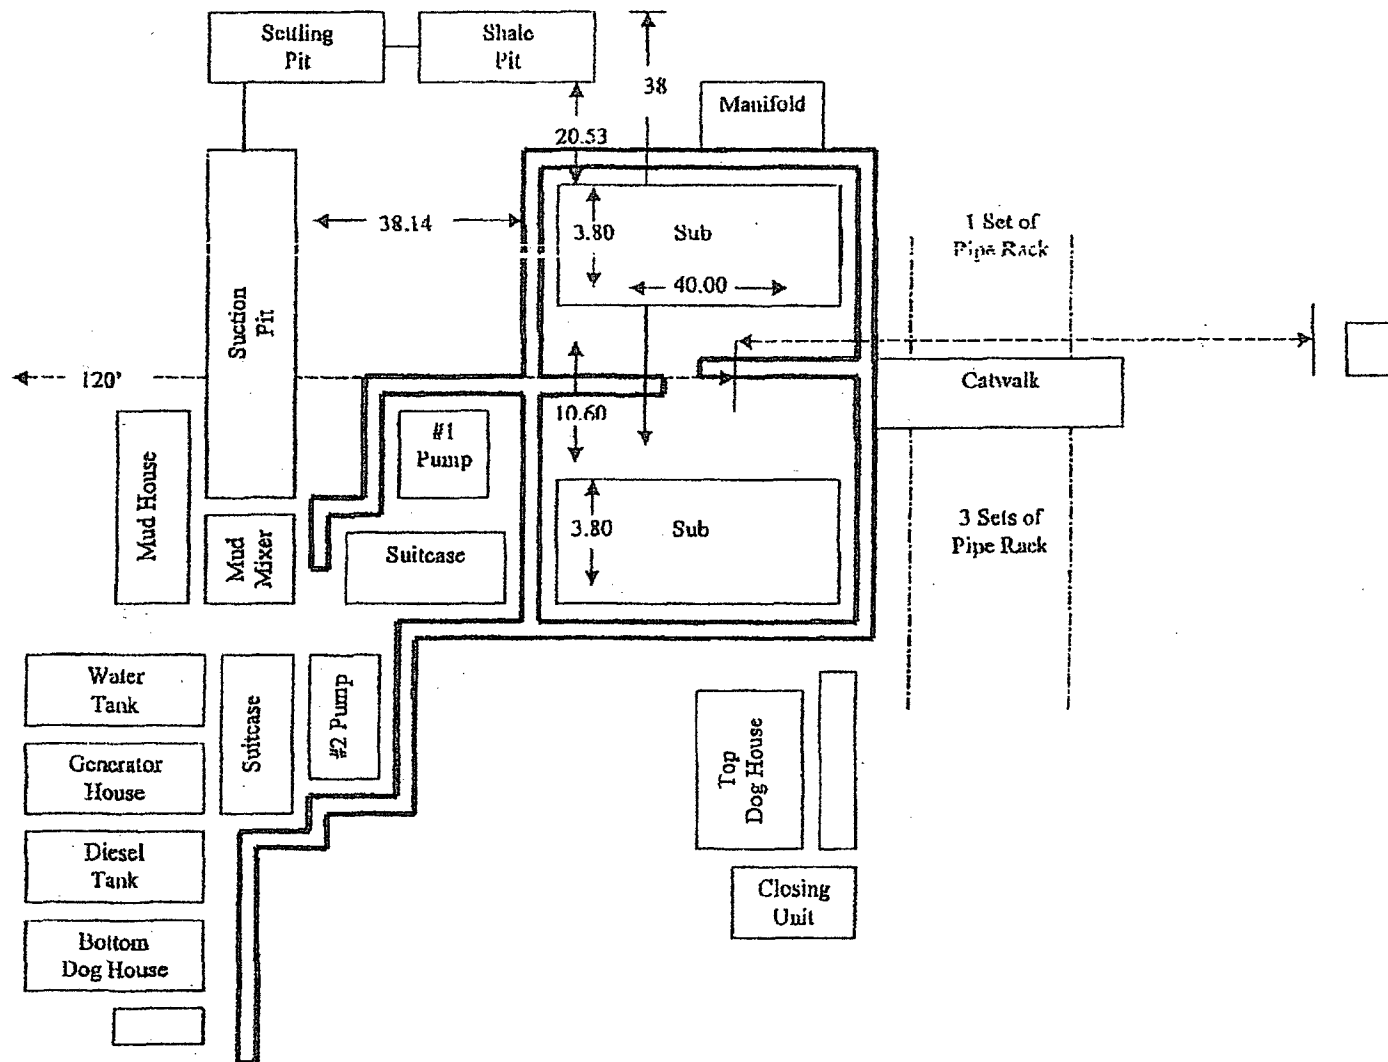 Settling
Pit
Shale
Pit
38
Manifold
20.53
38.14
3.80
Sub
40.00
1 Set of
Pipe Rack
Suction
Pit
120'
Catwalk
10.60
#1
Pump
Mud House
Mud
Mixer
Suitcase
3.80
Sub
3 Sets of
Pipe Rack
Water
Tank
Suitcase
#2 Pump
Generator
House
Top
Dog House
Diesel
Tank
Closing
Unit
Bottom
Dog House